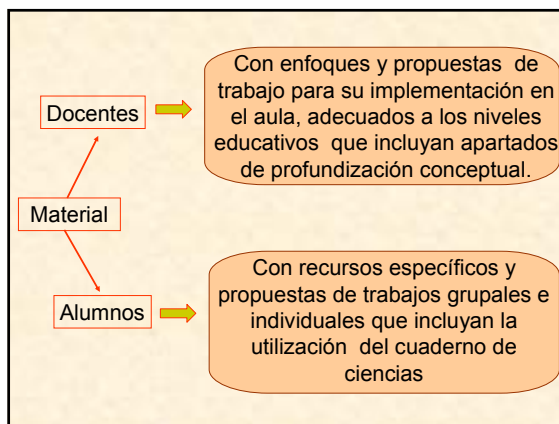 Con enfoques y propuestas de
trabajo para su implementación en
el aula, adecuados a los niveles
educativos que incluyan apartados
de profundización conceptual.
Docentes
Material
Alumnos
Con recursos específicos y
propuestas de trabajos grupales e
individuales que incluyan la
utilización del cuaderno de
ciencias